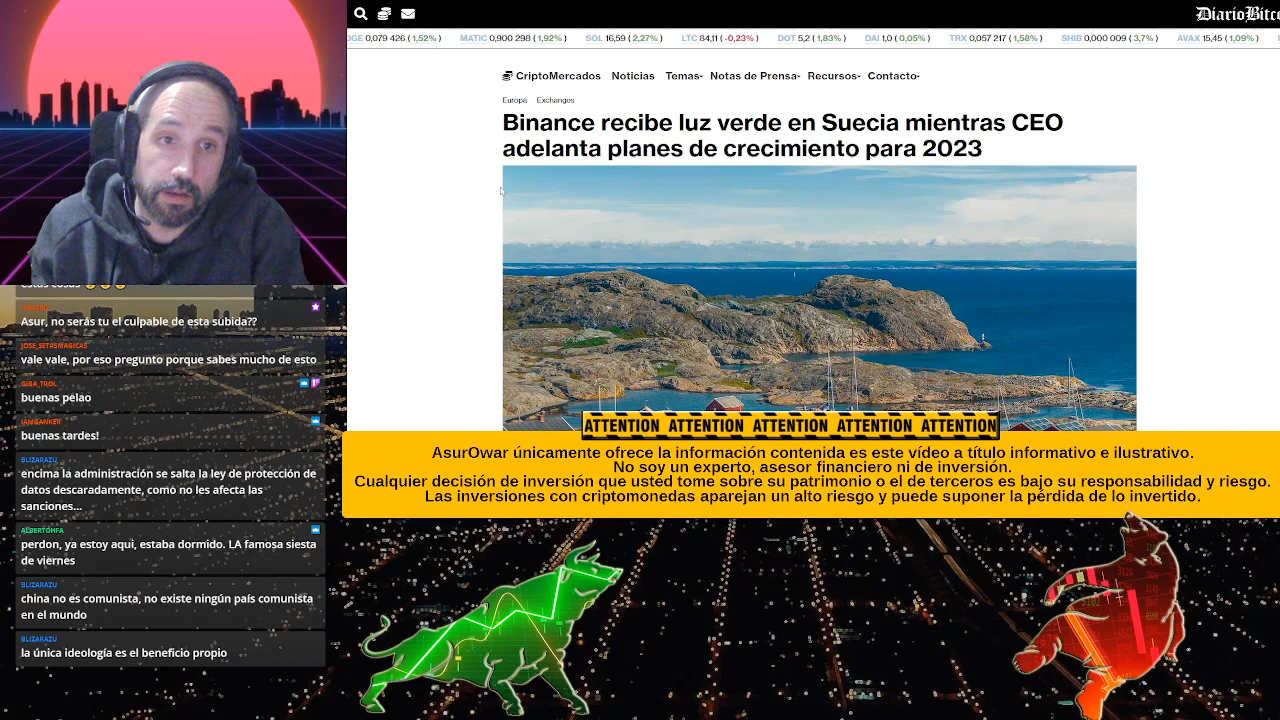 DiarioBitco
OGE 0,079 426 ( 1,52% ) MATIC 0,900 298 ( 1,92% ) SOL 16,59 ( 2,27% ) LTC 84,11 ( -0,23% ) DOT 5,2 ( 1,83% ) DAI 1,0 ( 0,05% ) TRX 0,057 217 ( 1,58% ) SHIB 0,000 009 ( 3,7% ) AVAX 15,45 ( 1,09% )
CriptoMercados Noticias Temas Notas de Prensa Recursos Contacto
Europa Exchanges
Binance recibe luz verde en Suecia mientras CEO
adelanta planes de crecimiento para 2023
estas cosas
Asur, no serás tu el culpable de esta subida??
JOSE_SETASMAGICAS
vale vale, por eso pregunto porque sabes mucho de esto
GIGA_TROL
buenas pelao
IAMGANKER
buenas tardes!
BLIZARAZU
encima la administración se salta la ley de protección de
datos descaradamente, como no les afecta las
sanciones...
ALBERTOHFA
perdon, ya estoy aqui, estaba dormido. LA famosa siesta
de viernes
BLIZARAZU
china no es comunista, no existe ningún país comunista
en el mundo
BLIZARAZU
la única ideología es el beneficio propio
ATTENTION ATTENTION ATTENTION ATTENTION ATTENTION
AsurOwar únicamente ofrece la información contenida es este vídeo a título informativo e ilustrativo.
No soy un experto, asesor financiero ni de inversión.
Cualquier decisión de inversión que usted tome sobre su patrimonio o el de terceros es bajo su responsabilidad y riesgo.
Las inversiones con criptomonedas aparejan un alto riesgo y puede suponer la pérdida de lo invertido.